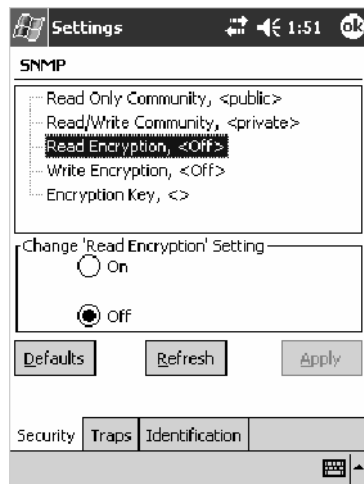 Settings 1:51 ok
SNMP
Read Only Community, <public>
Read/Write Community, <private>
Read Encryption, <Off>
Write Encryption, <Off>
Encryption Key, <>
Change 'Read Encryption' Setting
On
Off
Defaults Refresh Apply
Security Traps Identification